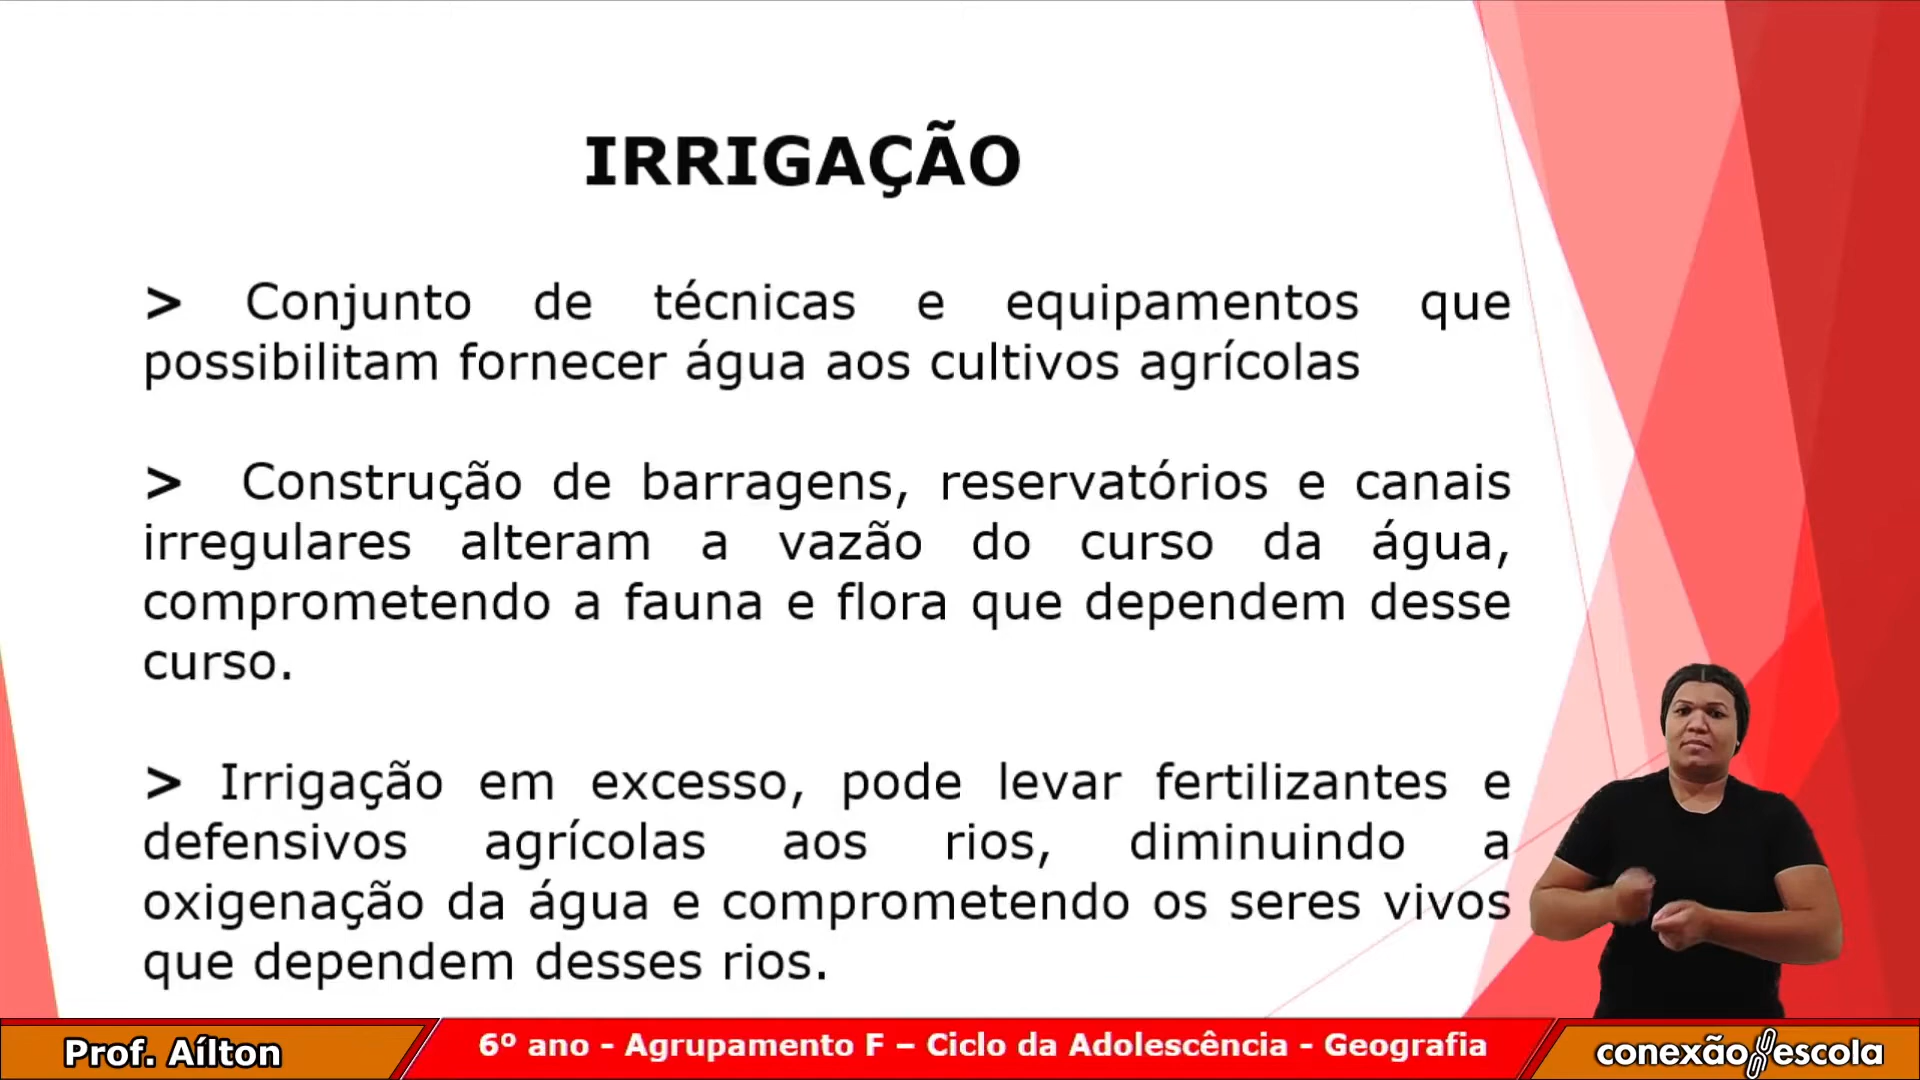 IRRIGAÇÃO
> Conjunto de técnicas e equipamentos que
possibilitam fornecer água aos cultivos agrícolas
> Construção de barragens, reservatórios e canais
irregulares alteram a vazão do curso da água,
comprometendo a fauna e flora que dependem desse
curso.
> Irrigação em excesso, pode levar fertilizantes e
defensivos agrícolas aos rios, diminuindo a
oxigenação da água e comprometendo os seres vivos
que dependem desses rios.
Prof. Aílton
6º ano - Agrupamento F – Ciclo da Adolescência - Geografia
conexão escola